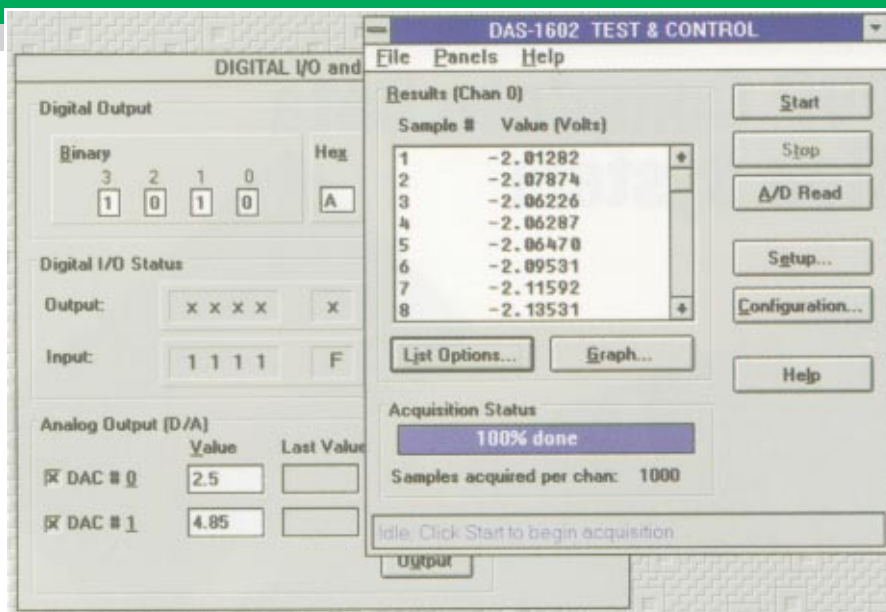 DIGITAL I/O and
Digital Output
Binary
Hex
3 2 1 0
1 0 1 0
A
Digital I/O Status
Output: x x x x x
Input: 1 1 1 1 F
Analog Output (D/A)
Value Last Value
DAC # 0 2.5
DAC # 1 4.85
Output
DAS-1602 TEST & CONTROL
File Panels Help
Results (Chan 0)
Sample # Value (Volts)
1 -2.01282
2 -2.07874
3 -2.06226
4 -2.06287
5 -2.06470
6 -2.09531
7 -2.11592
8 -2.13531
List Options... Graph...
Acquisition Status
100% done
Samples acquired per chan: 1000
Idle. Click Start to begin acquisition
Start
Stop
A/D Read
Setup...
Configuration...
Help